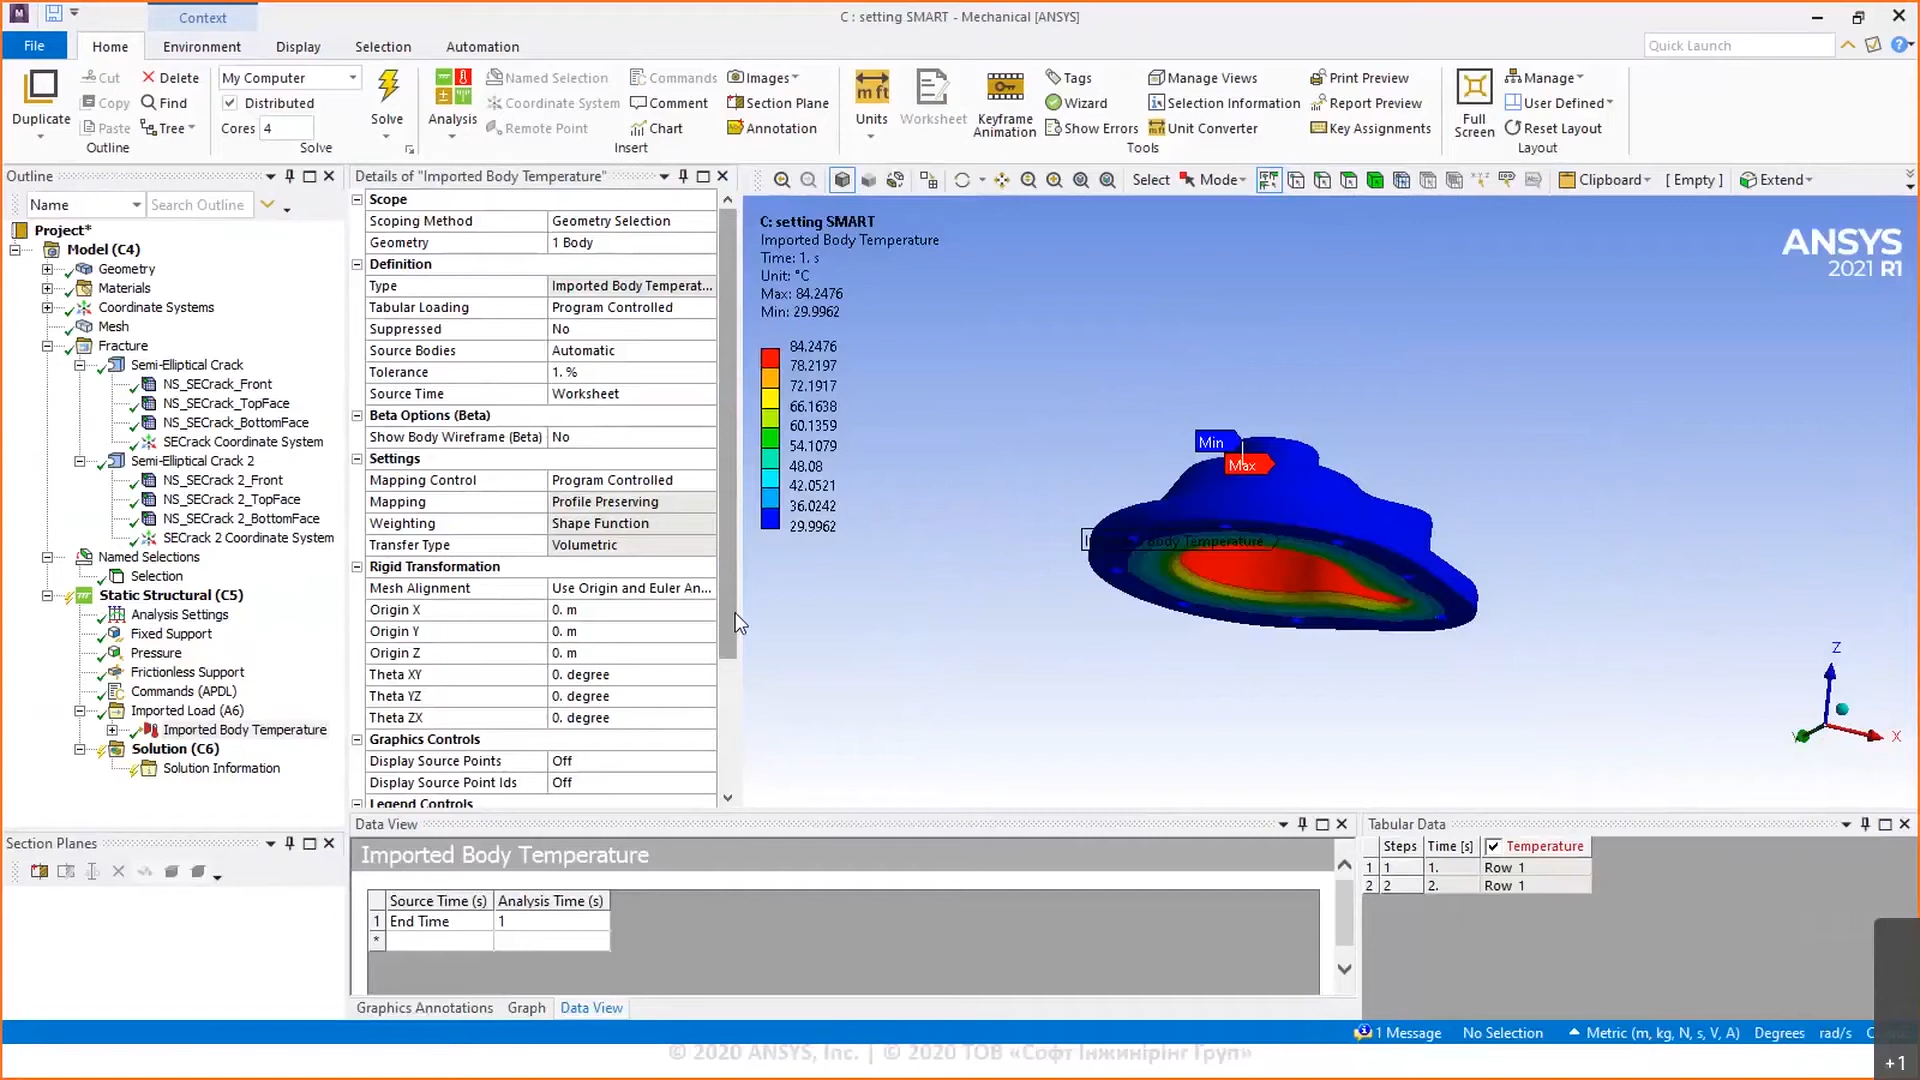 Context
C : setting SMART - Mechanical [ANSYS]
File
Home
Environment
Display
Selection
Automation
Quick Launch
Duplicate
Cut
Delete
Copy
Find
Paste
Tree
Outline
My Computer
Distributed
Cores 4
Solve
Solve
Analysis
Named Selection
Coordinate System
Remote Point
Commands
Comment
Chart
Images
Section Plane
Annotation
Insert
Units
Worksheet
Keyframe
Animation
Tags
Wizard
Show Errors
Manage Views
Selection Information
Unit Converter
Print Preview
Report Preview
Key Assignments
Tools
Full
Screen
Manage
User Defined
Reset Layout
Layout
Outline
Name
Search Outline
Project*
Model (C4)
Geometry
Materials
Coordinate Systems
Mesh
Fracture
Semi-Elliptical Crack
NS_SECrack_Front
NS_SECrack_TopFace
NS_SECrack_BottomFace
SECrack Coordinate System
Semi-Elliptical Crack 2
NS_SECrack 2_Front
NS_SECrack 2_TopFace
NS_SECrack 2_BottomFace
SECrack 2 Coordinate System
Named Selections
Selection
Static Structural (C5)
Analysis Settings
Fixed Support
Pressure
Frictionless Support
Commands (APDL)
Imported Load (A6)
Imported Body Temperature
Solution (C6)
Solution Information
Section Planes
Details of "Imported Body Temperature"
Scope
Scoping Method Geometry Selection
Geometry 1 Body
Definition
Type Imported Body Temperat...
Tabular Loading Program Controlled
Suppressed No
Source Bodies Automatic
Tolerance 1. %
Source Time Worksheet
Beta Options (Beta)
Show Body Wireframe (Beta) No
Settings
Mapping Control Program Controlled
Mapping Profile Preserving
Weighting Shape Function
Transfer Type Volumetric
Rigid Transformation
Mesh Alignment Use Origin and Euler An...
Origin X 0. m
Origin Y 0. m
Origin Z 0. m
Theta XY 0. degree
Theta YZ 0. degree
Theta ZX 0. degree
Graphics Controls
Display Source Points Off
Display Source Point Ids Off
Legend Controls
Select
Mode
Clipboard
[ Empty ]
Extend
C: setting SMART
Imported Body Temperature
Time: 1. s
Unit: °C
Max: 84.2476
Min: 29.9962
84.2476
78.2197
72.1917
66.1638
60.1359
54.1079
48.08
42.0521
36.0242
29.9962
ANSYS
2021 R1
Min
Max
Body Temperature
Z
X
Data View
Imported Body Temperature
Source Time (s) Analysis Time (s)
1 End Time 1
*
Graphics Annotations
Graph
Data View
Tabular Data
Steps Time [s] Temperature
1 1 1. Row 1
2 2 2. Row 1
1 Message
No Selection
Metric (m, kg, N, s, V, A)
Degrees
rad/s
© 2020 ANSYS, Inc. | © 2020 ТОВ «Софт Інжинірінг Груп»
+1